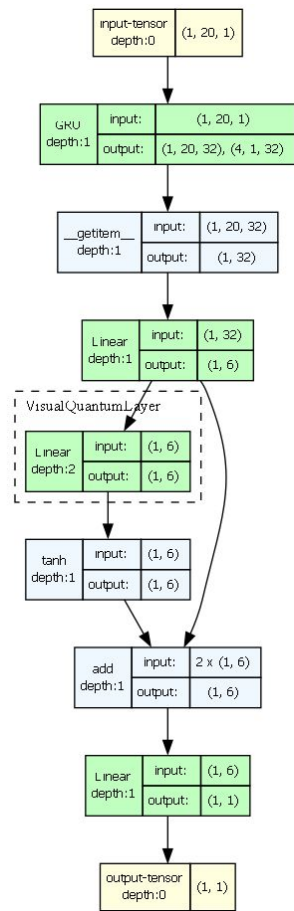 input-tensor
depth:0
(1, 20, 1)
GRU
depth:1
input:
(1, 20, 1)
output:
(1, 20, 32), (4, 1, 32)
__getitem__
depth:1
input:
(1, 20, 32)
output:
(1, 32)
Linear
depth:1
input:
(1, 32)
output:
(1, 6)
VisualQuantumLayer
Linear
depth:2
input:
(1, 6)
output:
(1, 6)
tanh
depth:1
input:
(1, 6)
output:
(1, 6)
add
depth:1
input:
2 x (1, 6)
output:
(1, 6)
Linear
depth:1
input:
(1, 6)
output:
(1, 1)
output-tensor
depth:0
(1, 1)